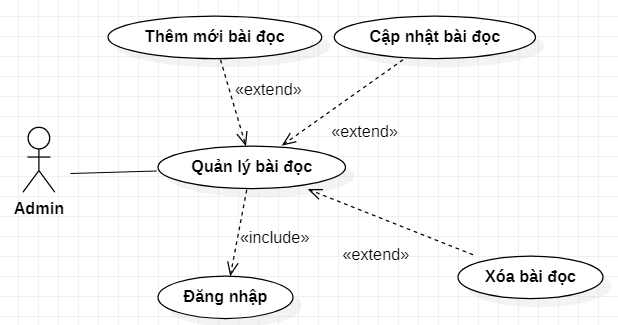 Thêm mới bài đọc
Cập nhật bài đọc
«extend»
«extend»
Quản lý bài đọc
Admin
«include»
«extend»
Xóa bài đọc
Đăng nhập